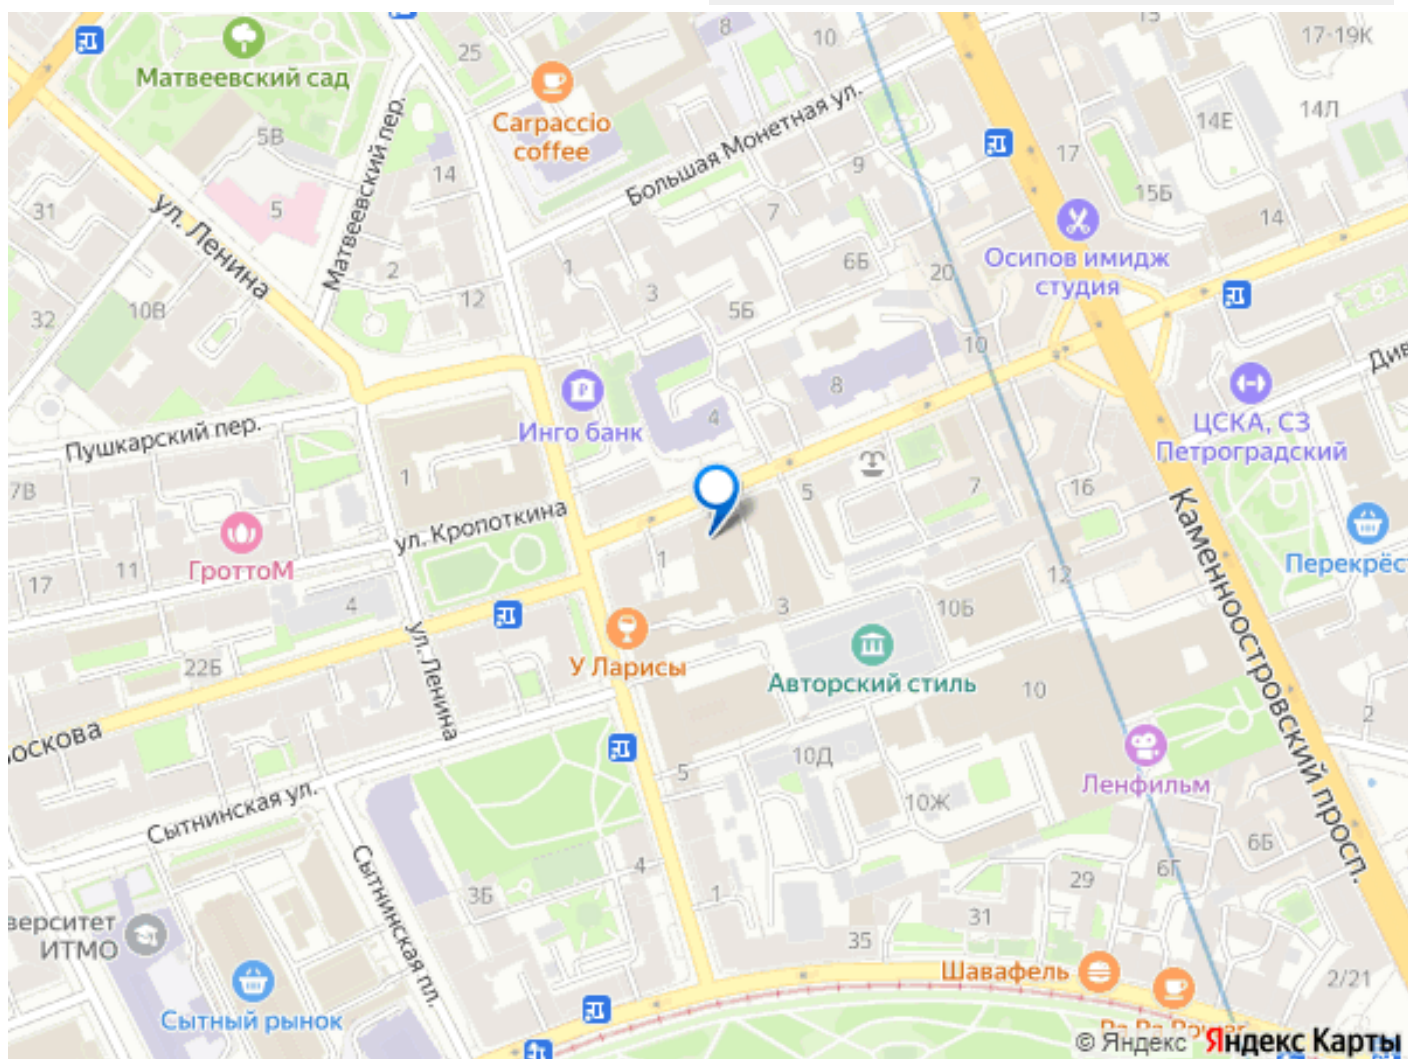 8
10
15
17-19К
25
Матвеевский сад
Carpaccio
coffee
Большая Монетная ул.
14Е
14Л
5В
Матвеевский пер.
14
9
17
15Б
31
5
ул. Ленина
7
14
Осипов имидж
студия
2
1
6Б
20
3
12
10В
32
5Б
10
Див
8
ЦСКА, СЗ
Петроградский
Инго банк
4
Пушкарский пер.
1
7В
5
7
16
ул. Кропоткина
Каменноостровский просп.
ГроттоМ
11
17
1
Перекрёс
12
4
3
10Б
У Ларисы
22Б
ул. Ленина
Авторский стиль
10
2
оскова
10Д
5
Ленфильм
Сытнинская ул.
10Ж
6Б
Сытнинская пл.
4
3Б
1
6Г
29
31
верситет
ИТМО
35
Шавафель
2/21
Сытный рынок
© Яндекс Яндекс Карты